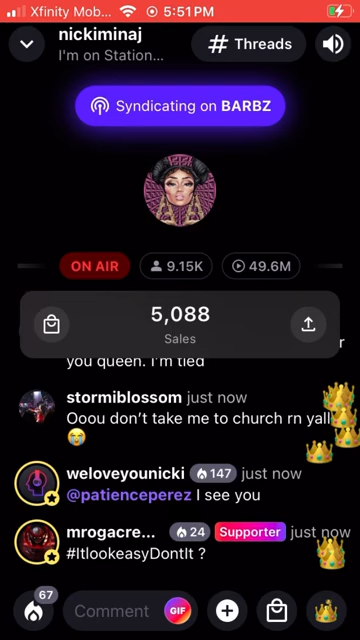 Xfinity Mob... 5:51 PM
nickiminaj
I'm on Station...
# Threads
Syndicating on BARBZ
ON AIR 9.15K 49.6M
5,088
Sales
r
you queen. I'm tied
stormiblossom just now
Ooou don't take me to church rn yall
weloveyounicki 147 just now
@patienceperez I see you
mrogacre... 24 Supporter just now
#ItlookeasyDontIt ?
67
Comment GIF